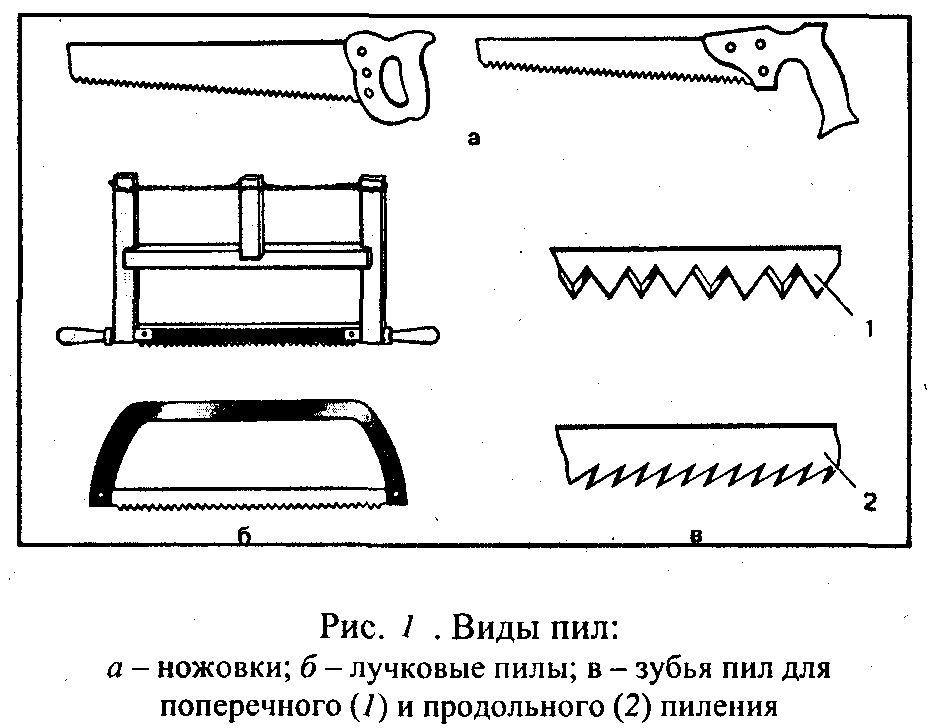 а
1
2
б
в
Рис. 1 . Виды пил:
а – ножовки; б – лучковые пилы; в – зубья пил для
поперечного (1) и продольного (2) пиления